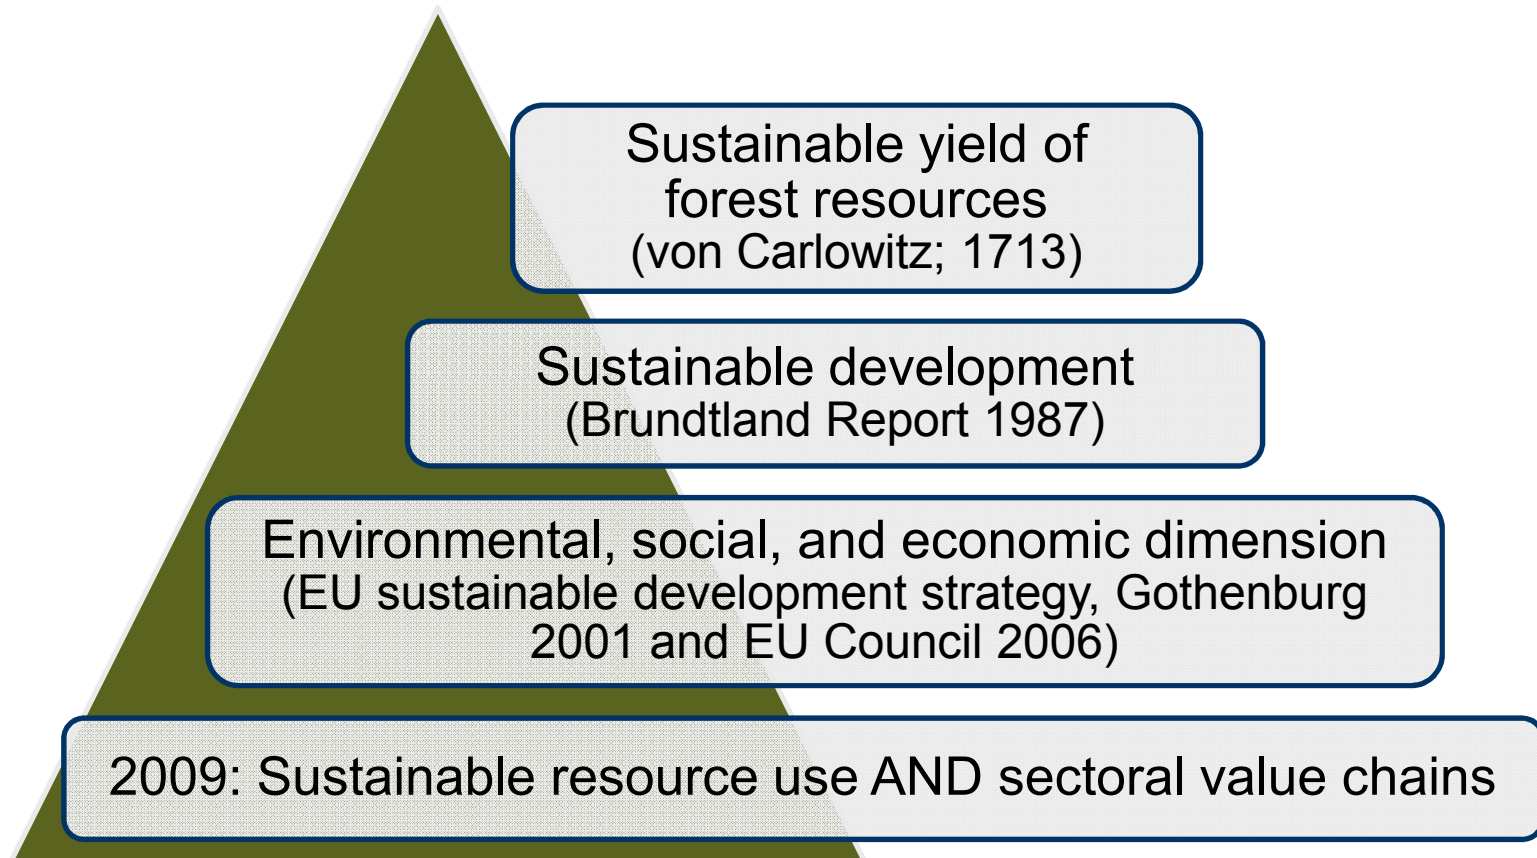 Sustainable yield of
forest resources
(von Carlowitz; 1713)
Sustainable development
(Brundtland Report 1987)
Environmental, social, and economic dimension
(EU sustainable development strategy, Gothenburg
2001 and EU Council 2006)
2009: Sustainable resource use AND sectoral value chains